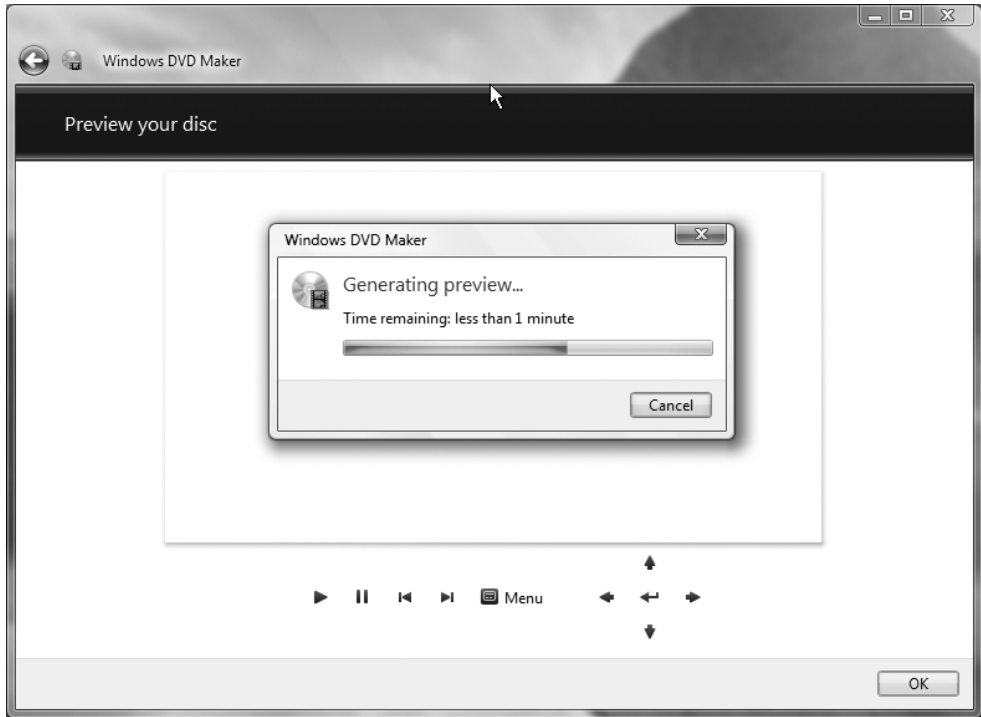 Windows DVD Maker
Preview your disc
Windows DVD Maker
Generating preview...
Time remaining: less than 1 minute
Cancel
Menu
OK